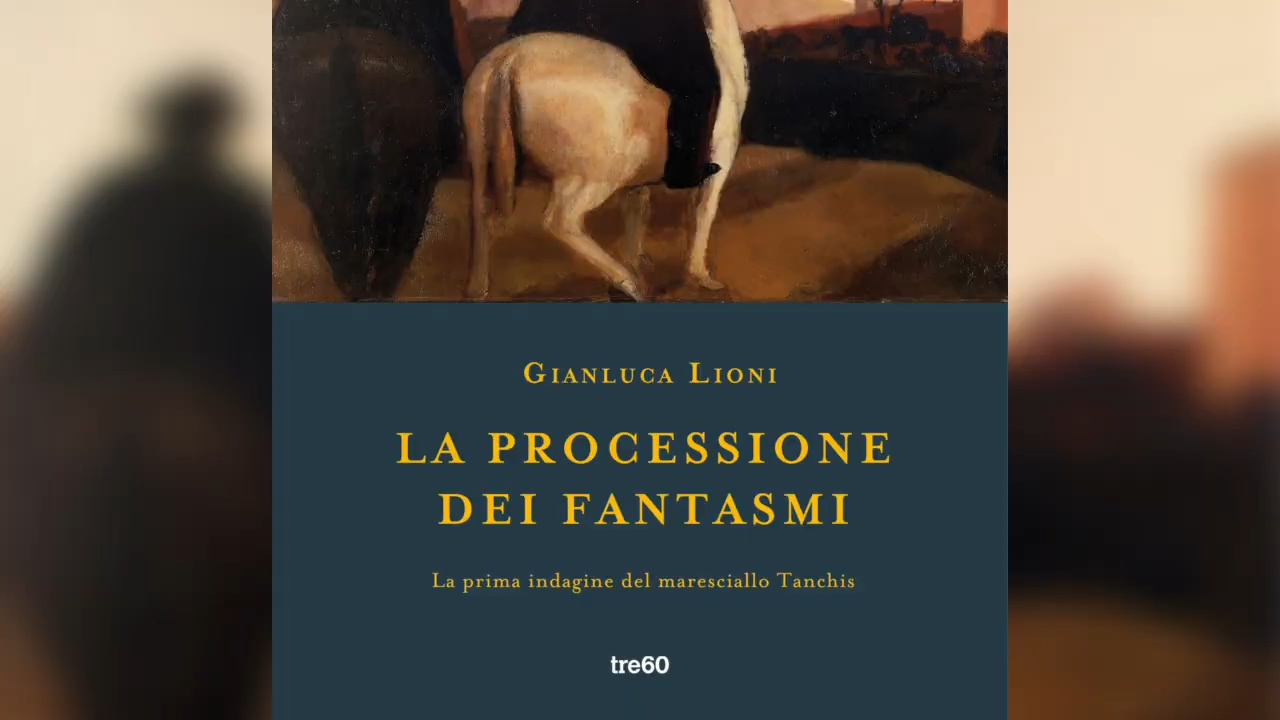 GIANLUCA LIONI
LA PROCESSIONE
DEI FANTASMI
La prima indagine del maresciallo Tanchis
tre60